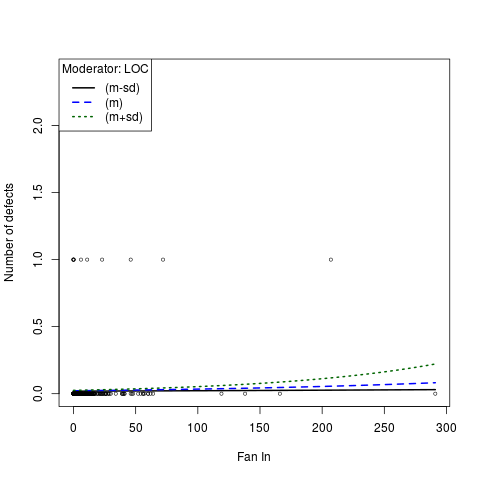 Moderator: LOC
(m-sd)
(m)
(m+sd)
2.0
1.5
1.0
0.5
0.0
Number of defects
0 50 100 150 200 250 300
Fan In